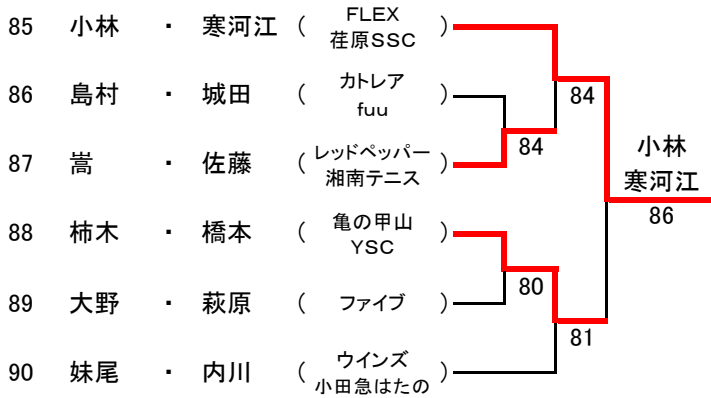 85 小林 ・ 寒河江 ( FLEX 荏原SSC )
86 島村 ・ 城田 ( カトレア fuu )
87 嵩 ・ 佐藤 ( レッドペッパー 湘南テニス )
88 柿木 ・ 橋本 ( 亀の甲山 YSC )
89 大野 ・ 萩原 ( ファイブ )
90 妹尾 ・ 内川 ( ウインズ 小田急はたの )
84
84
80
81
小林
寒河江
86